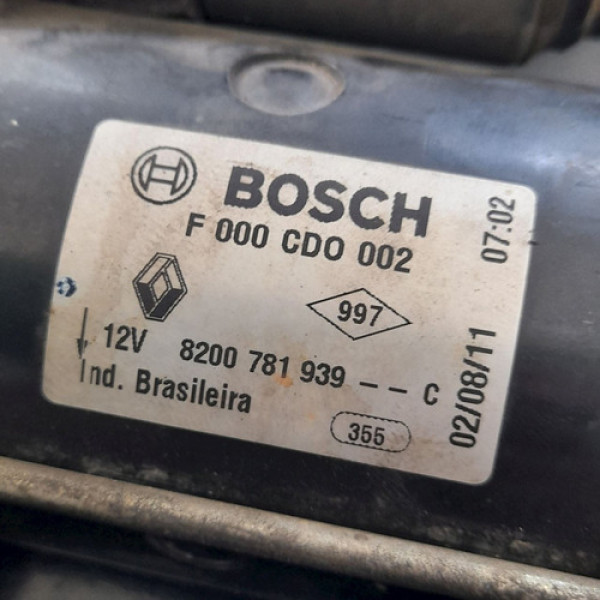 BOSCH
F 000 CD0 002
997
12V 8200 781 939 -- C
Ind. Brasileira
355
02/08/11 07:02